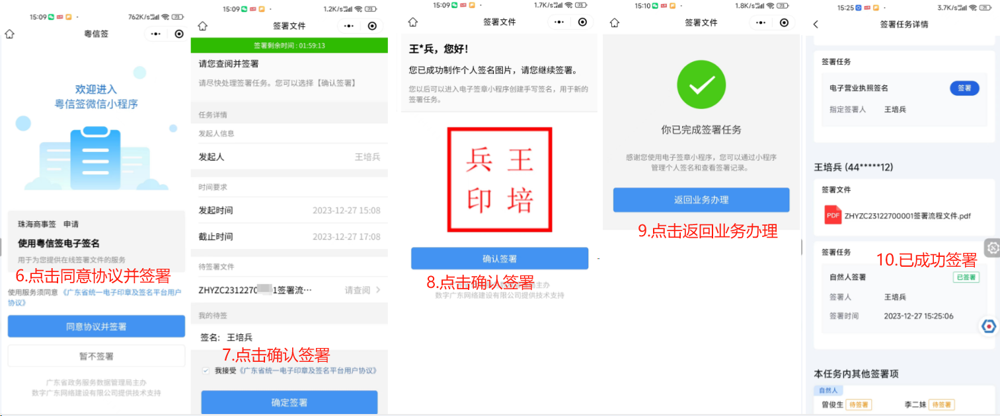 15:09
762K/s
73
粤信签
欢迎进入
粤信签微信小程序
珠海商事签 申请
使用粤信签电子签名
用于为您提供在线签署文件的服务
6.点击同意协议并签署
使用服务须同意《广东省统一电子印章及签名平台用户
协议》
同意协议并签署
暂不签署
广东省政务服务数据管理局主办
数字广东网络建设有限公司提供技术支持
15:09
1.2K/s
73
签署文件
签署剩余时间 : 01:59:13
请您查阅并签署
请尽快处理签署任务。您可以选择【确认签署】
任务详情
发起人信息
发起人 王培兵
时间要求
发起时间 2023-12-27 15:08
截止时间 2023-12-27 17:08
待签署文件
ZHYZC2312270 1签署流… 请查阅
我的待签
签名: 王培兵
7.点击确认签署
我接受《广东省统一电子印章及签名平台用户协议》
确定签署
15:09
1.7K/s
73
签署文件
王*兵，您好！
您已成功制作个人签名图片，请您继续签署。
您以后可以进入电子签章小程序创建手写签名，用于新的
签署任务。
兵 王
印 培
确认签署
8.点击确认签署
主办
数字广东网络建设有限公司提供技术支持
15:10
1.8K/s
73
签署文件
你已完成签署任务
感谢您使用电子签章小程序，您可以通过小程序
管理个人签名和查看签署记录。
返回业务办理
9.点击返回业务办理
15:25
3.7K/s
71
签署任务详情
签署任务
电子营业执照签名 签署
指定签署人 王培兵
王培兵 (44*****12)
签署文件
PDF ZHYZC23122700001签署流程文件.pdf
签署任务
10.已成功签署
自然人签署 已签署
签署人 王培兵
签署时间 2023-12-27 15:25:06
本任务内其他签署项
自然人
曾俊生 待签署 李二妹 待签署